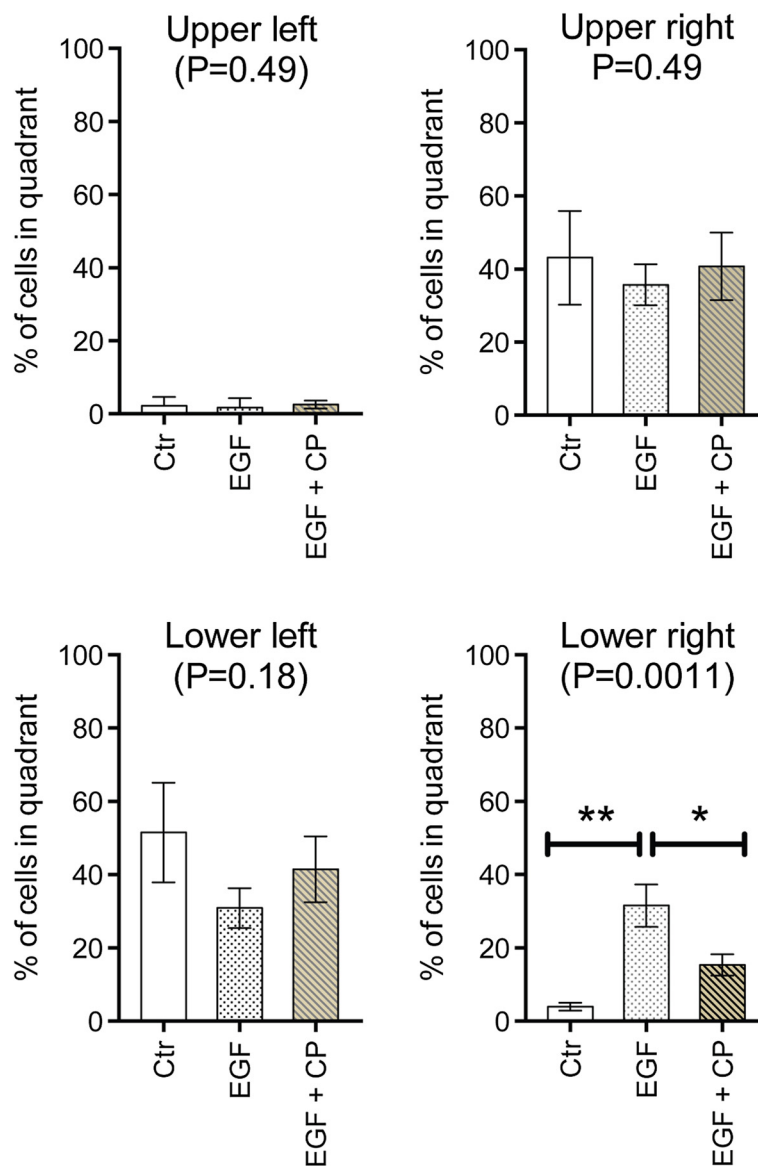 Upper left
(P=0.49)
% of cells in quadrant
100
80
60
40
20
0
Ctr
EGF
EGF + CP
Upper right
P=0.49
% of cells in quadrant
100
80
60
40
20
0
Ctr
EGF
EGF + CP
Lower left
(P=0.18)
% of cells in quadrant
100
80
60
40
20
0
Ctr
EGF
EGF + CP
Lower right
(P=0.0011)
% of cells in quadrant
100
80
60
40
20
0
** *
Ctr
EGF
EGF + CP